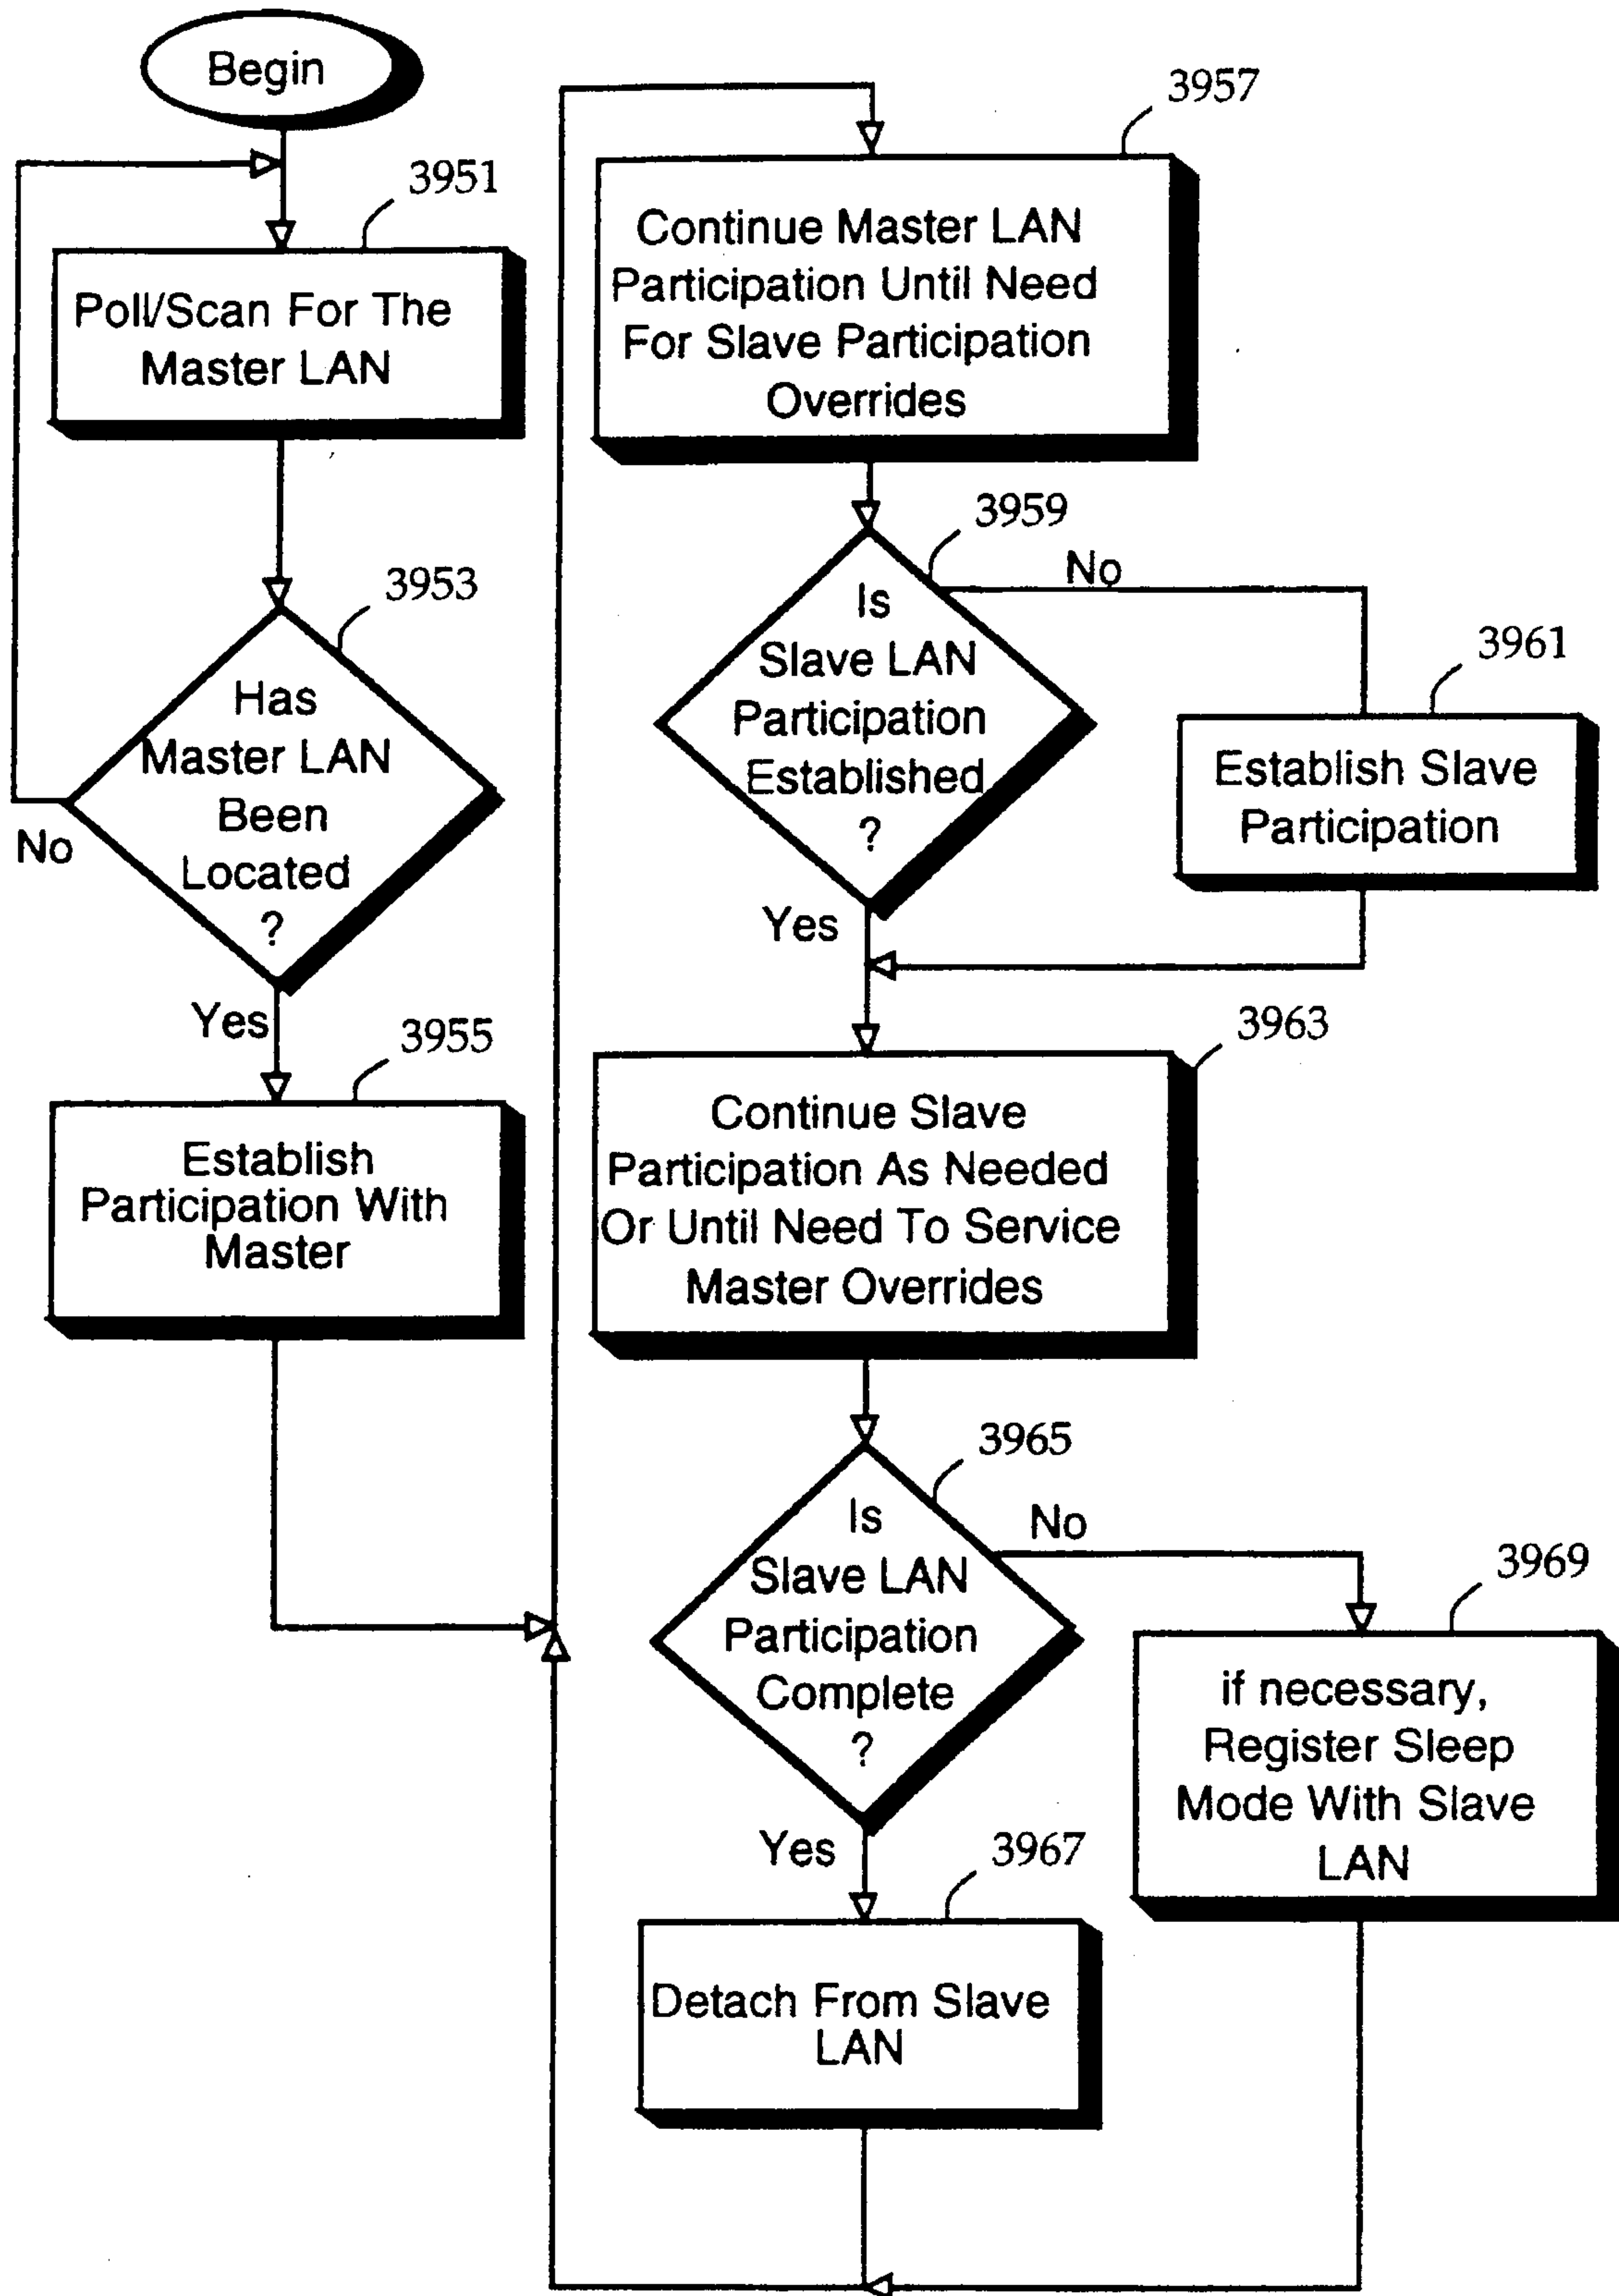 Begin
3951
Poll/Scan For The
Master LAN
3953
Has
Master LAN
Been
Located
?
No
Yes
3955
Establish
Participation With
Master
3957
Continue Master LAN
Participation Until Need
For Slave Participation
Overrides
3959
No
Is
Slave LAN
Participation
Established
?
3961
Establish Slave
Participation
Yes
3963
Continue Slave
Participation As Needed
Or Until Need To Service
Master Overrides
3965
No
Is
Slave LAN
Participation
Complete
?
3969
if necessary,
Register Sleep
Mode With Slave
LAN
Yes
3967
Detach From Slave
LAN